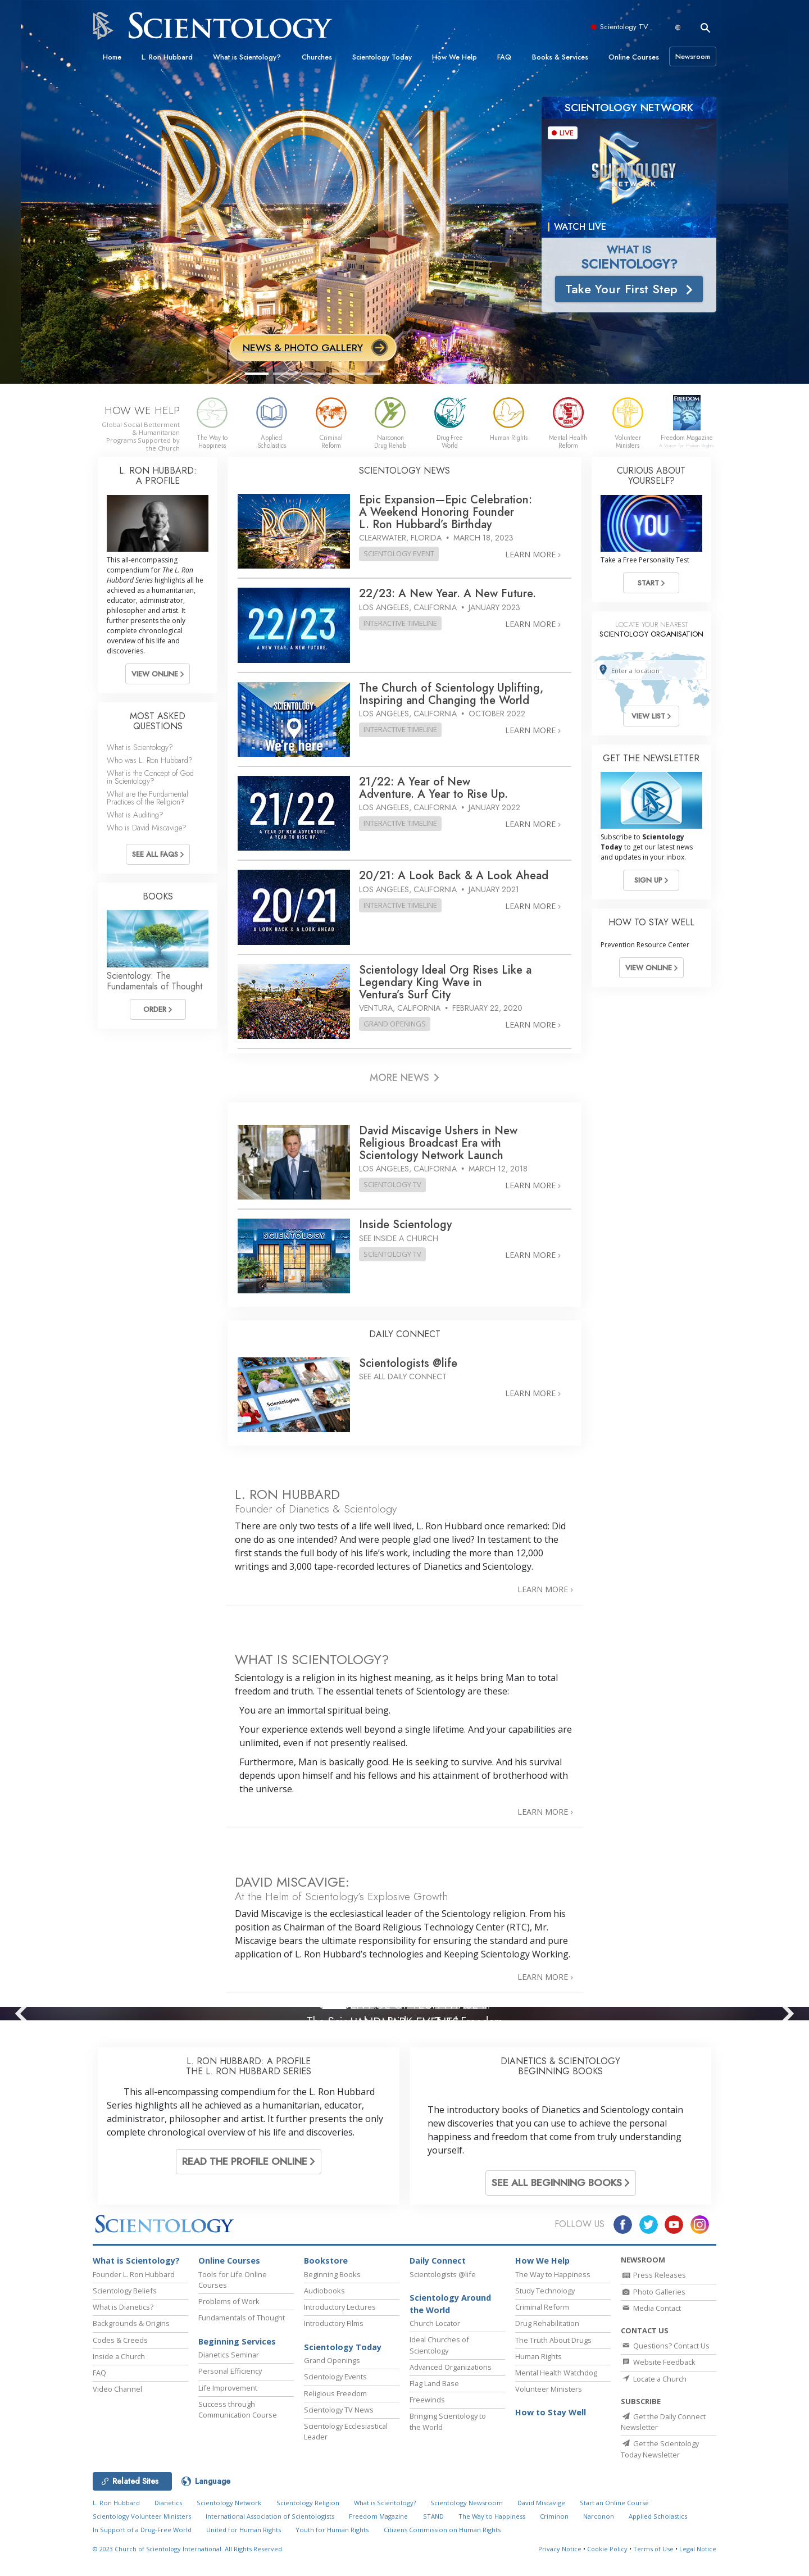 SCIENTOLOGY
Scientology TV
Home
L. Ron Hubbard
What is Scientology?
Churches
Scientology Today
How We Help
FAQ
Books & Services
Online Courses
Newsroom
RON
SCIENTOLOGY NETWORK
LIVE
SCIENTOLOGY
NETWORK
WATCH LIVE
WHAT IS
SCIENTOLOGY?
Take Your First Step
NEWS & PHOTO GALLERY
HOW WE HELP
Global Social Betterment
& Humanitarian
Programs Supported by
the Church
The Way to
Happiness
Applied
Scholastics
Criminal
Reform
Narconon
Drug Rehab
Drug-Free
World
Human Rights
Mental Health
Reform
Volunteer
Ministers
FREEDOM
Freedom Magazine
L. RON HUBBARD:
A PROFILE
This all-encompassing
compendium for The L. Ron
Hubbard Series highlights all he
achieved as a humanitarian,
educator, administrator,
philosopher and artist. It
further presents the only
complete chronological
overview of his life and
discoveries.
VIEW ONLINE
MOST ASKED
QUESTIONS
What is Scientology?
Who was L. Ron Hubbard?
What is the Concept of God
in Scientology?
What are the Fundamental
Practices of the Religion?
What is Auditing?
Who is David Miscavige?
SEE ALL FAQS
BOOKS
Scientology: The
Fundamentals of Thought
ORDER
SCIENTOLOGY NEWS
RON
Epic Expansion—Epic Celebration:
A Weekend Honoring Founder
L. Ron Hubbard's Birthday
CLEARWATER, FLORIDA • MARCH 18, 2023
SCIENTOLOGY EVENT
LEARN MORE ›
22/23
A NEW YEAR. A NEW FUTURE.
22/23: A New Year. A New Future.
LOS ANGELES, CALIFORNIA • JANUARY 2023
INTERACTIVE TIMELINE
LEARN MORE ›
SCIENTOLOGY
We're here
The Church of Scientology Uplifting,
Inspiring and Changing the World
LOS ANGELES, CALIFORNIA • OCTOBER 2022
INTERACTIVE TIMELINE
LEARN MORE ›
21/22
A YEAR OF NEW ADVENTURE.
A YEAR TO RISE UP.
21/22: A Year of New
Adventure. A Year to Rise Up.
LOS ANGELES, CALIFORNIA • JANUARY 2022
INTERACTIVE TIMELINE
LEARN MORE ›
20/21
A LOOK BACK & A LOOK AHEAD
20/21: A Look Back & A Look Ahead
LOS ANGELES, CALIFORNIA • JANUARY 2021
INTERACTIVE TIMELINE
LEARN MORE ›
Scientology Ideal Org Rises Like a
Legendary King Wave in
Ventura's Surf City
VENTURA, CALIFORNIA • FEBRUARY 22, 2020
GRAND OPENINGS
LEARN MORE ›
MORE NEWS
David Miscavige Ushers in New
Religious Broadcast Era with
Scientology Network Launch
LOS ANGELES, CALIFORNIA • MARCH 12, 2018
SCIENTOLOGY TV
LEARN MORE ›
SCIENTOLOGY
Inside Scientology
SEE INSIDE A CHURCH
SCIENTOLOGY TV
LEARN MORE ›
DAILY CONNECT
Scientologists
@life
Scientologists @life
SEE ALL DAILY CONNECT
LEARN MORE ›
CURIOUS ABOUT
YOURSELF?
YOU
Take a Free Personality Test
START
LOCATE YOUR NEAREST
SCIENTOLOGY ORGANISATION
Enter a location
VIEW LIST
GET THE NEWSLETTER
Subscribe to Scientology
Today to get our latest news
and updates in your inbox.
SIGN UP
HOW TO STAY WELL
Prevention Resource Center
VIEW ONLINE
L. RON HUBBARD
Founder of Dianetics & Scientology
There are only two tests of a life well lived, L. Ron Hubbard once remarked: Did
one do as one intended? And were people glad one lived? In testament to the
first stands the full body of his life's work, including the more than 12,000
writings and 3,000 tape-recorded lectures of Dianetics and Scientology.
LEARN MORE ›
WHAT IS SCIENTOLOGY?
Scientology is a religion in its highest meaning, as it helps bring Man to total
freedom and truth. The essential tenets of Scientology are these:
You are an immortal spiritual being.
Your experience extends well beyond a single lifetime. And your capabilities are
unlimited, even if not presently realised.
Furthermore, Man is basically good. He is seeking to survive. And his survival
depends upon himself and his fellows and his attainment of brotherhood with
the universe.
LEARN MORE ›
DAVID MISCAVIGE:
At the Helm of Scientology's Explosive Growth
David Miscavige is the ecclesiastical leader of the Scientology religion. From his
position as Chairman of the Board Religious Technology Center (RTC), Mr.
Miscavige bears the ultimate responsibility for ensuring the standard and pure
application of L. Ron Hubbard's technologies and Keeping Scientology Working.
LEARN MORE ›
L. RON HUBBARD: A PROFILE
THE L. RON HUBBARD SERIES
This all-encompassing compendium for the L. Ron Hubbard
Series highlights all he achieved as a humanitarian, educator,
administrator, philosopher and artist. It further presents the only
complete chronological overview of his life and discoveries.
READ THE PROFILE ONLINE
DIANETICS & SCIENTOLOGY
BEGINNING BOOKS
The introductory books of Dianetics and Scientology contain
new discoveries that you can use to achieve the personal
happiness and freedom that come from truly understanding
yourself.
SEE ALL BEGINNING BOOKS
SCIENTOLOGY
FOLLOW US
What is Scientology?
Founder L. Ron Hubbard
Scientology Beliefs
What is Dianetics?
Backgrounds & Origins
Codes & Creeds
Inside a Church
FAQ
Video Channel
Online Courses
Tools for Life Online
Courses
Problems of Work
Fundamentals of Thought
Beginning Services
Dianetics Seminar
Personal Efficiency
Life Improvement
Success through
Communication Course
Bookstore
Beginning Books
Audiobooks
Introductory Lectures
Introductory Films
Scientology Today
Grand Openings
Scientology Events
Religious Freedom
Scientology TV News
Scientology Ecclesiastical
Leader
Daily Connect
Scientologists @life
Scientology Around
the World
Church Locator
Ideal Churches of
Scientology
Advanced Organizations
Flag Land Base
Freewinds
Bringing Scientology to
the World
How We Help
The Way to Happiness
Study Technology
Criminal Reform
Drug Rehabilitation
The Truth About Drugs
Human Rights
Mental Health Watchdog
Volunteer Ministers
How to Stay Well
NEWSROOM
Press Releases
Photo Galleries
Media Contact
CONTACT US
Questions? Contact Us
Website Feedback
Locate a Church
SUBSCRIBE
Get the Daily Connect
Newsletter
Get the Scientology
Today Newsletter
Related Sites
Language
L. Ron Hubbard
Dianetics
Scientology Network
Scientology Religion
What is Scientology?
Scientology Newsroom
David Miscavige
Start an Online Course
Scientology Volunteer Ministers
International Association of Scientologists
Freedom Magazine
STAND
The Way to Happiness
Criminon
Narconon
Applied Scholastics
In Support of a Drug-Free World
United for Human Rights
Youth for Human Rights
Citizens Commission on Human Rights
© 2023 Church of Scientology International. All Rights Reserved.
Privacy Notice • Cookie Policy • Terms of Use • Legal Notice